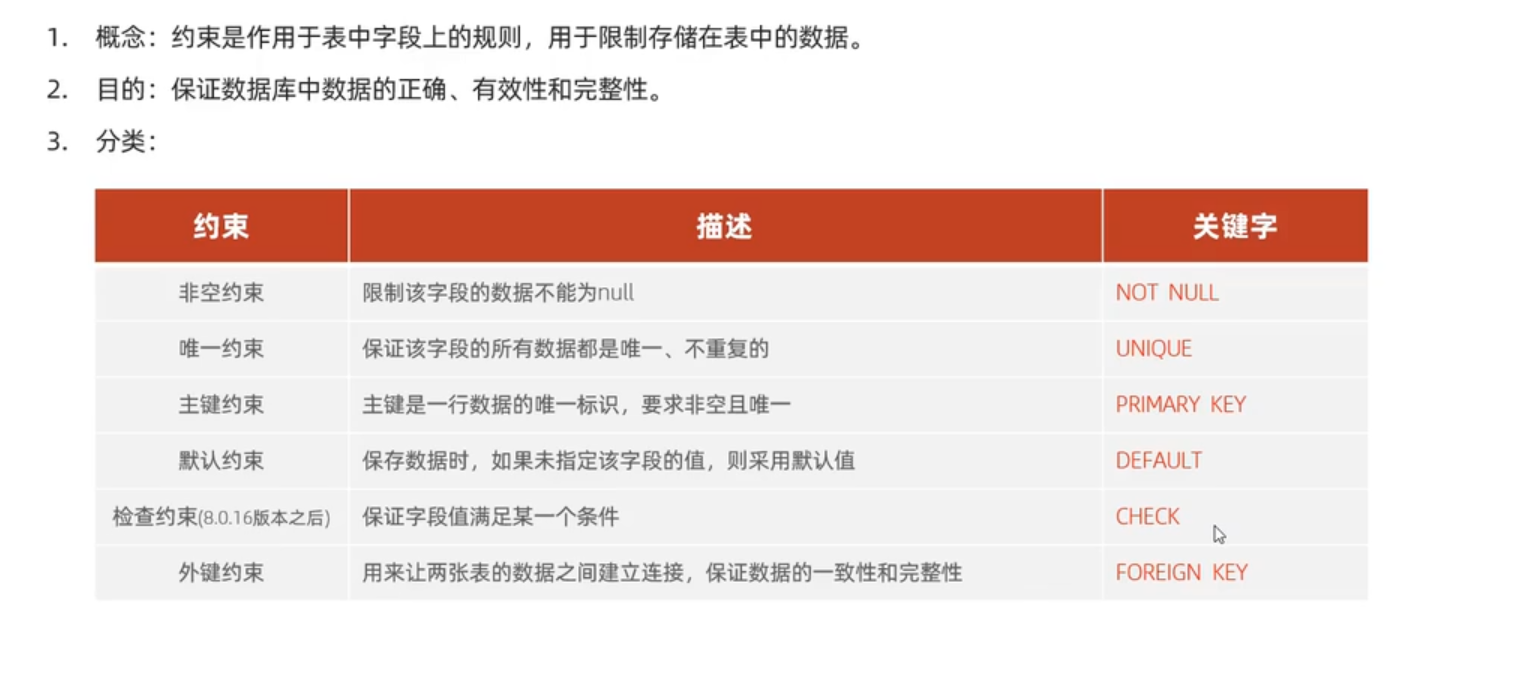 1. 概念：约束是作用于表中字段上的规则，用于限制存储在表中的数据。
2. 目的：保证数据库中数据的正确、有效性和完整性。
3. 分类：
约束 描述 关键字
非空约束 限制该字段的数据不能为null NOT NULL
唯一约束 保证该字段的所有数据都是唯一、不重复的 UNIQUE
主键约束 主键是一行数据的唯一标识，要求非空且唯一 PRIMARY KEY
默认约束 保存数据时，如果未指定该字段的值，则采用默认值 DEFAULT
检查约束(8.0.16版本之后) 保证字段值满足某一个条件 CHECK
外键约束 用来让两张表的数据之间建立连接，保证数据的一致性和完整性 FOREIGN KEY